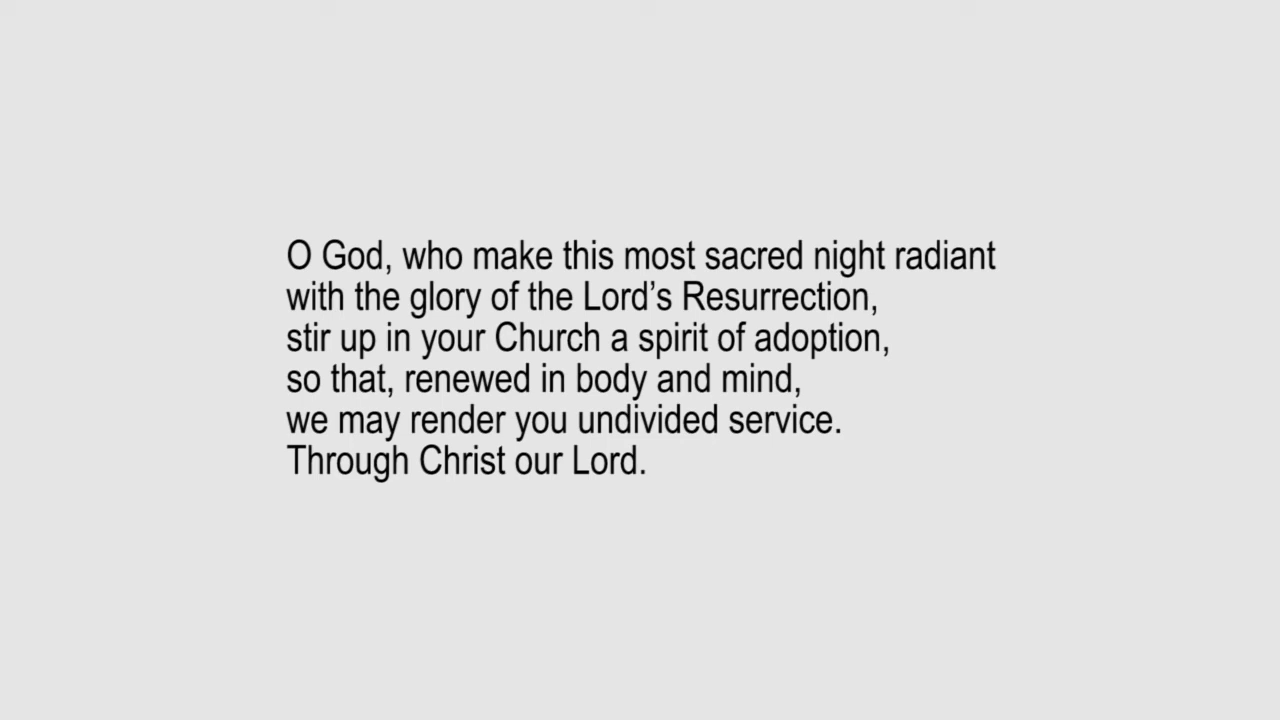 O God, who make this most sacred night radiant
with the glory of the Lord’s Resurrection,
stir up in your Church a spirit of adoption,
so that, renewed in body and mind,
we may render you undivided service.
Through Christ our Lord.